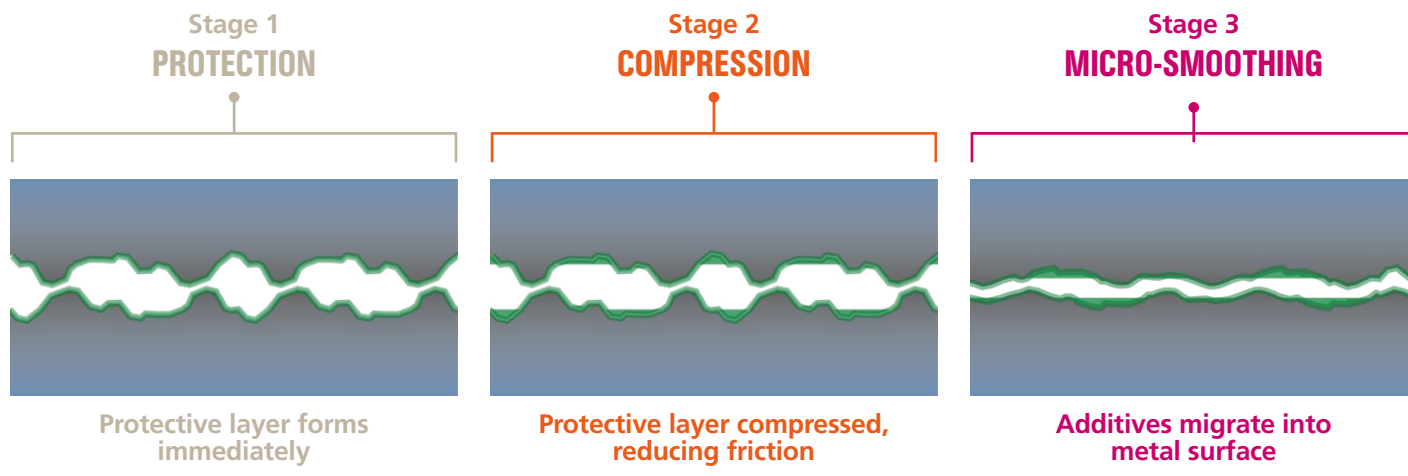 Stage 1
PROTECTION
Protective layer forms
immediately
Stage 2
COMPRESSION
Protective layer compressed,
reducing friction
Stage 3
MICRO-SMOOTHING
Additives migrate into
metal surface